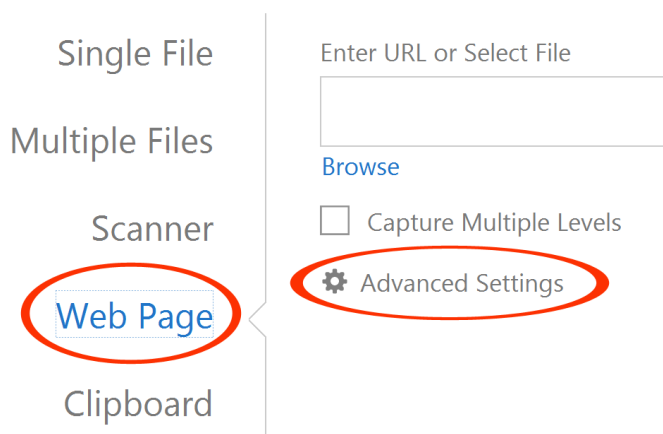 Single File
Multiple Files
Scanner
Web Page
Clipboard
Enter URL or Select File
Browse
Capture Multiple Levels
Advanced Settings